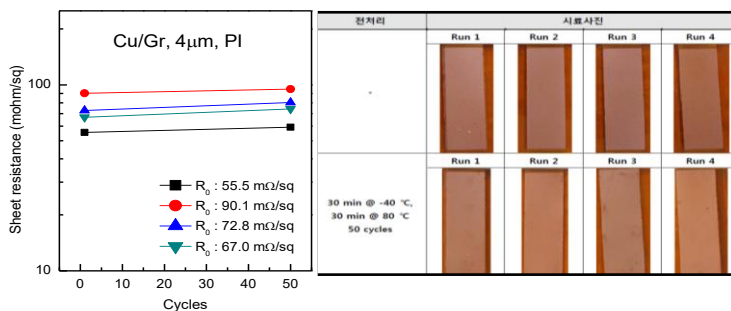 Cu/Gr, 4μm, PI
Sheet resistance (mohm/sq)
100
10
0 10 20 30 40 50
Cycles
R0 : 55.5 mΩ/sq
R0 : 90.1 mΩ/sq
R0 : 72.8 mΩ/sq
R0 : 67.0 mΩ/sq
전처리 시료사진
Run 1 Run 2 Run 3 Run 4
-
Run 1 Run 2 Run 3 Run 4
30 min @ -40 ℃,
30 min @ 80 ℃
50 cycles